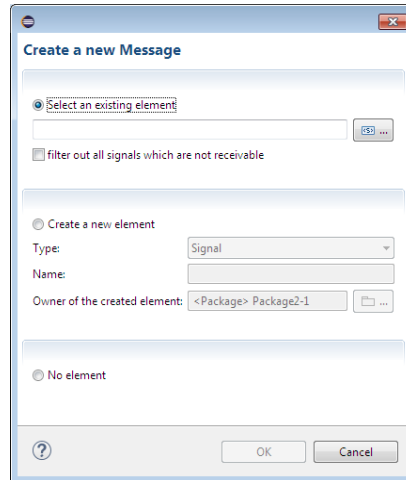 Create a new Message
Select an existing element
...
filter out all signals which are not receivable
Create a new element
Type: Signal
Name:
Owner of the created element: <Package> Package2-1 ...
No element
? OK Cancel